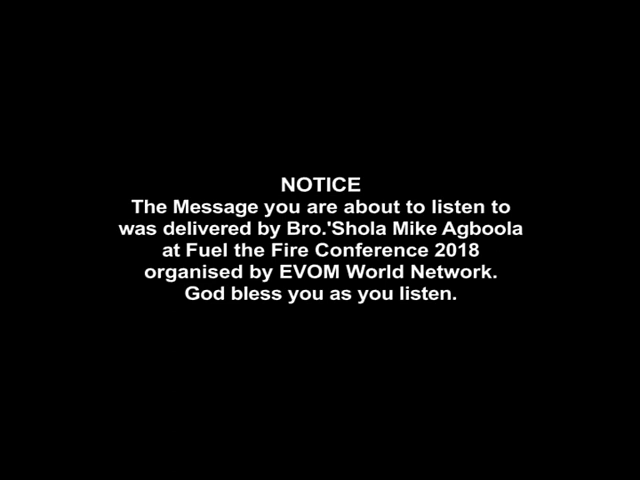 NOTICE
The Message you are about to listen to
was delivered by Bro.'Shola Mike Agboola
at Fuel the Fire Conference 2018
organised by EVOM World Network.
God bless you as you listen.